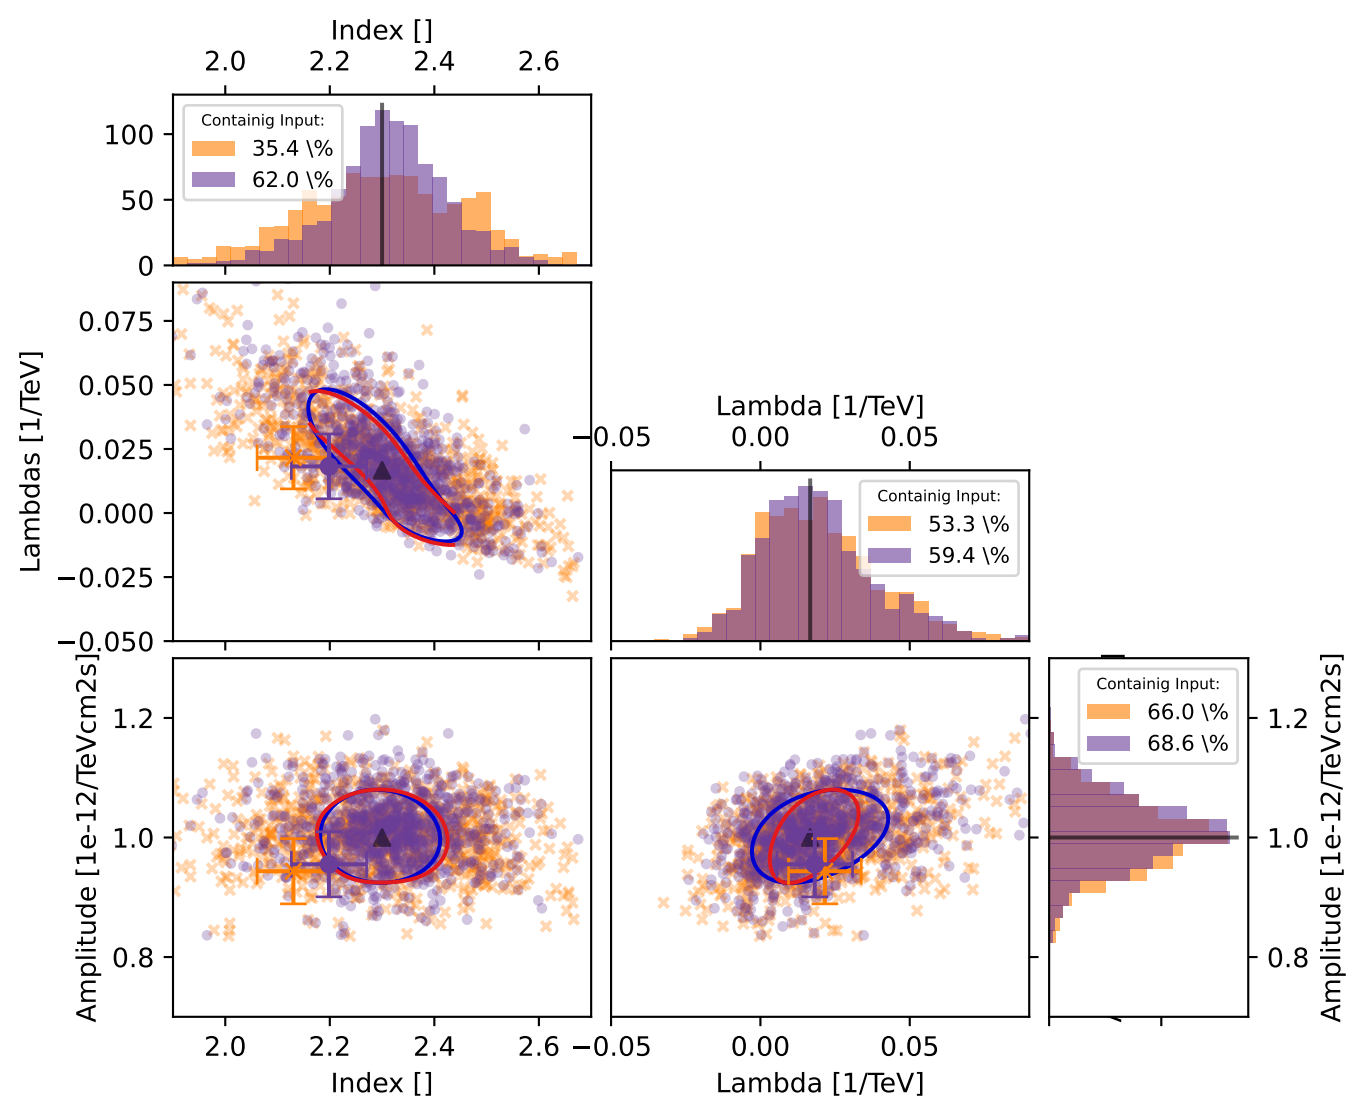 Index []
2.0 2.2 2.4 2.6
Containig Input:
35.4 \%
62.0 \%
100
50
0
Lambdas [1/TeV]
0.075
0.050
0.025
0.000
−0.025
−0.050
Lambda [1/TeV]
−0.05 0.00 0.05
Containig Input:
53.3 \%
59.4 \%
Amplitude [1e-12/TeVcm2s]
1.2
1.0
0.8
2.0 2.2 2.4 2.6
Index []
−0.05 0.00 0.05
Lambda [1/TeV]
Containig Input:
66.0 \%
68.6 \%
1.2
1.0
0.8
Amplitude [1e-12/TeVcm2s]